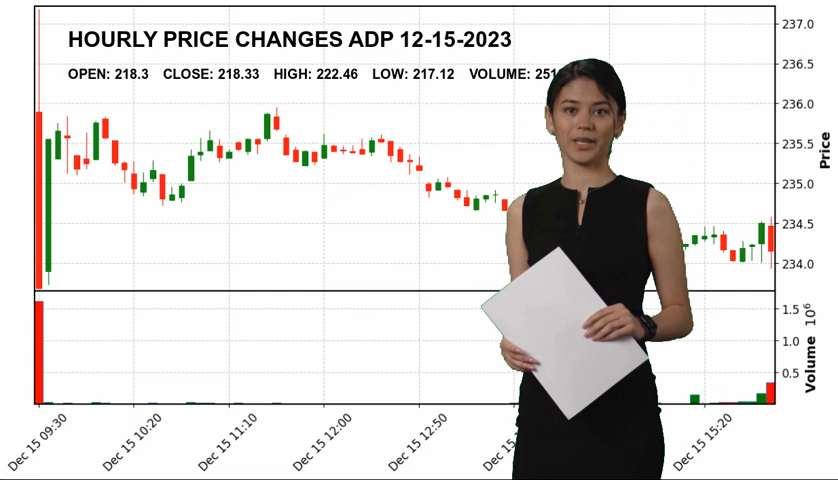 HOURLY PRICE CHANGES ADP 12-15-2023
OPEN: 218.3 CLOSE: 218.33 HIGH: 222.46 LOW: 217.12 VOLUME: 251
237.0
236.5
236.0
235.5
235.0
234.5
234.0
Price
1.5
1.0
0.5
Volume 10^6
Dec 15 09:30
Dec 15 10:20
Dec 15 11:10
Dec 15 12:00
Dec 15 12:50
Dec 15
Dec 15 15:20